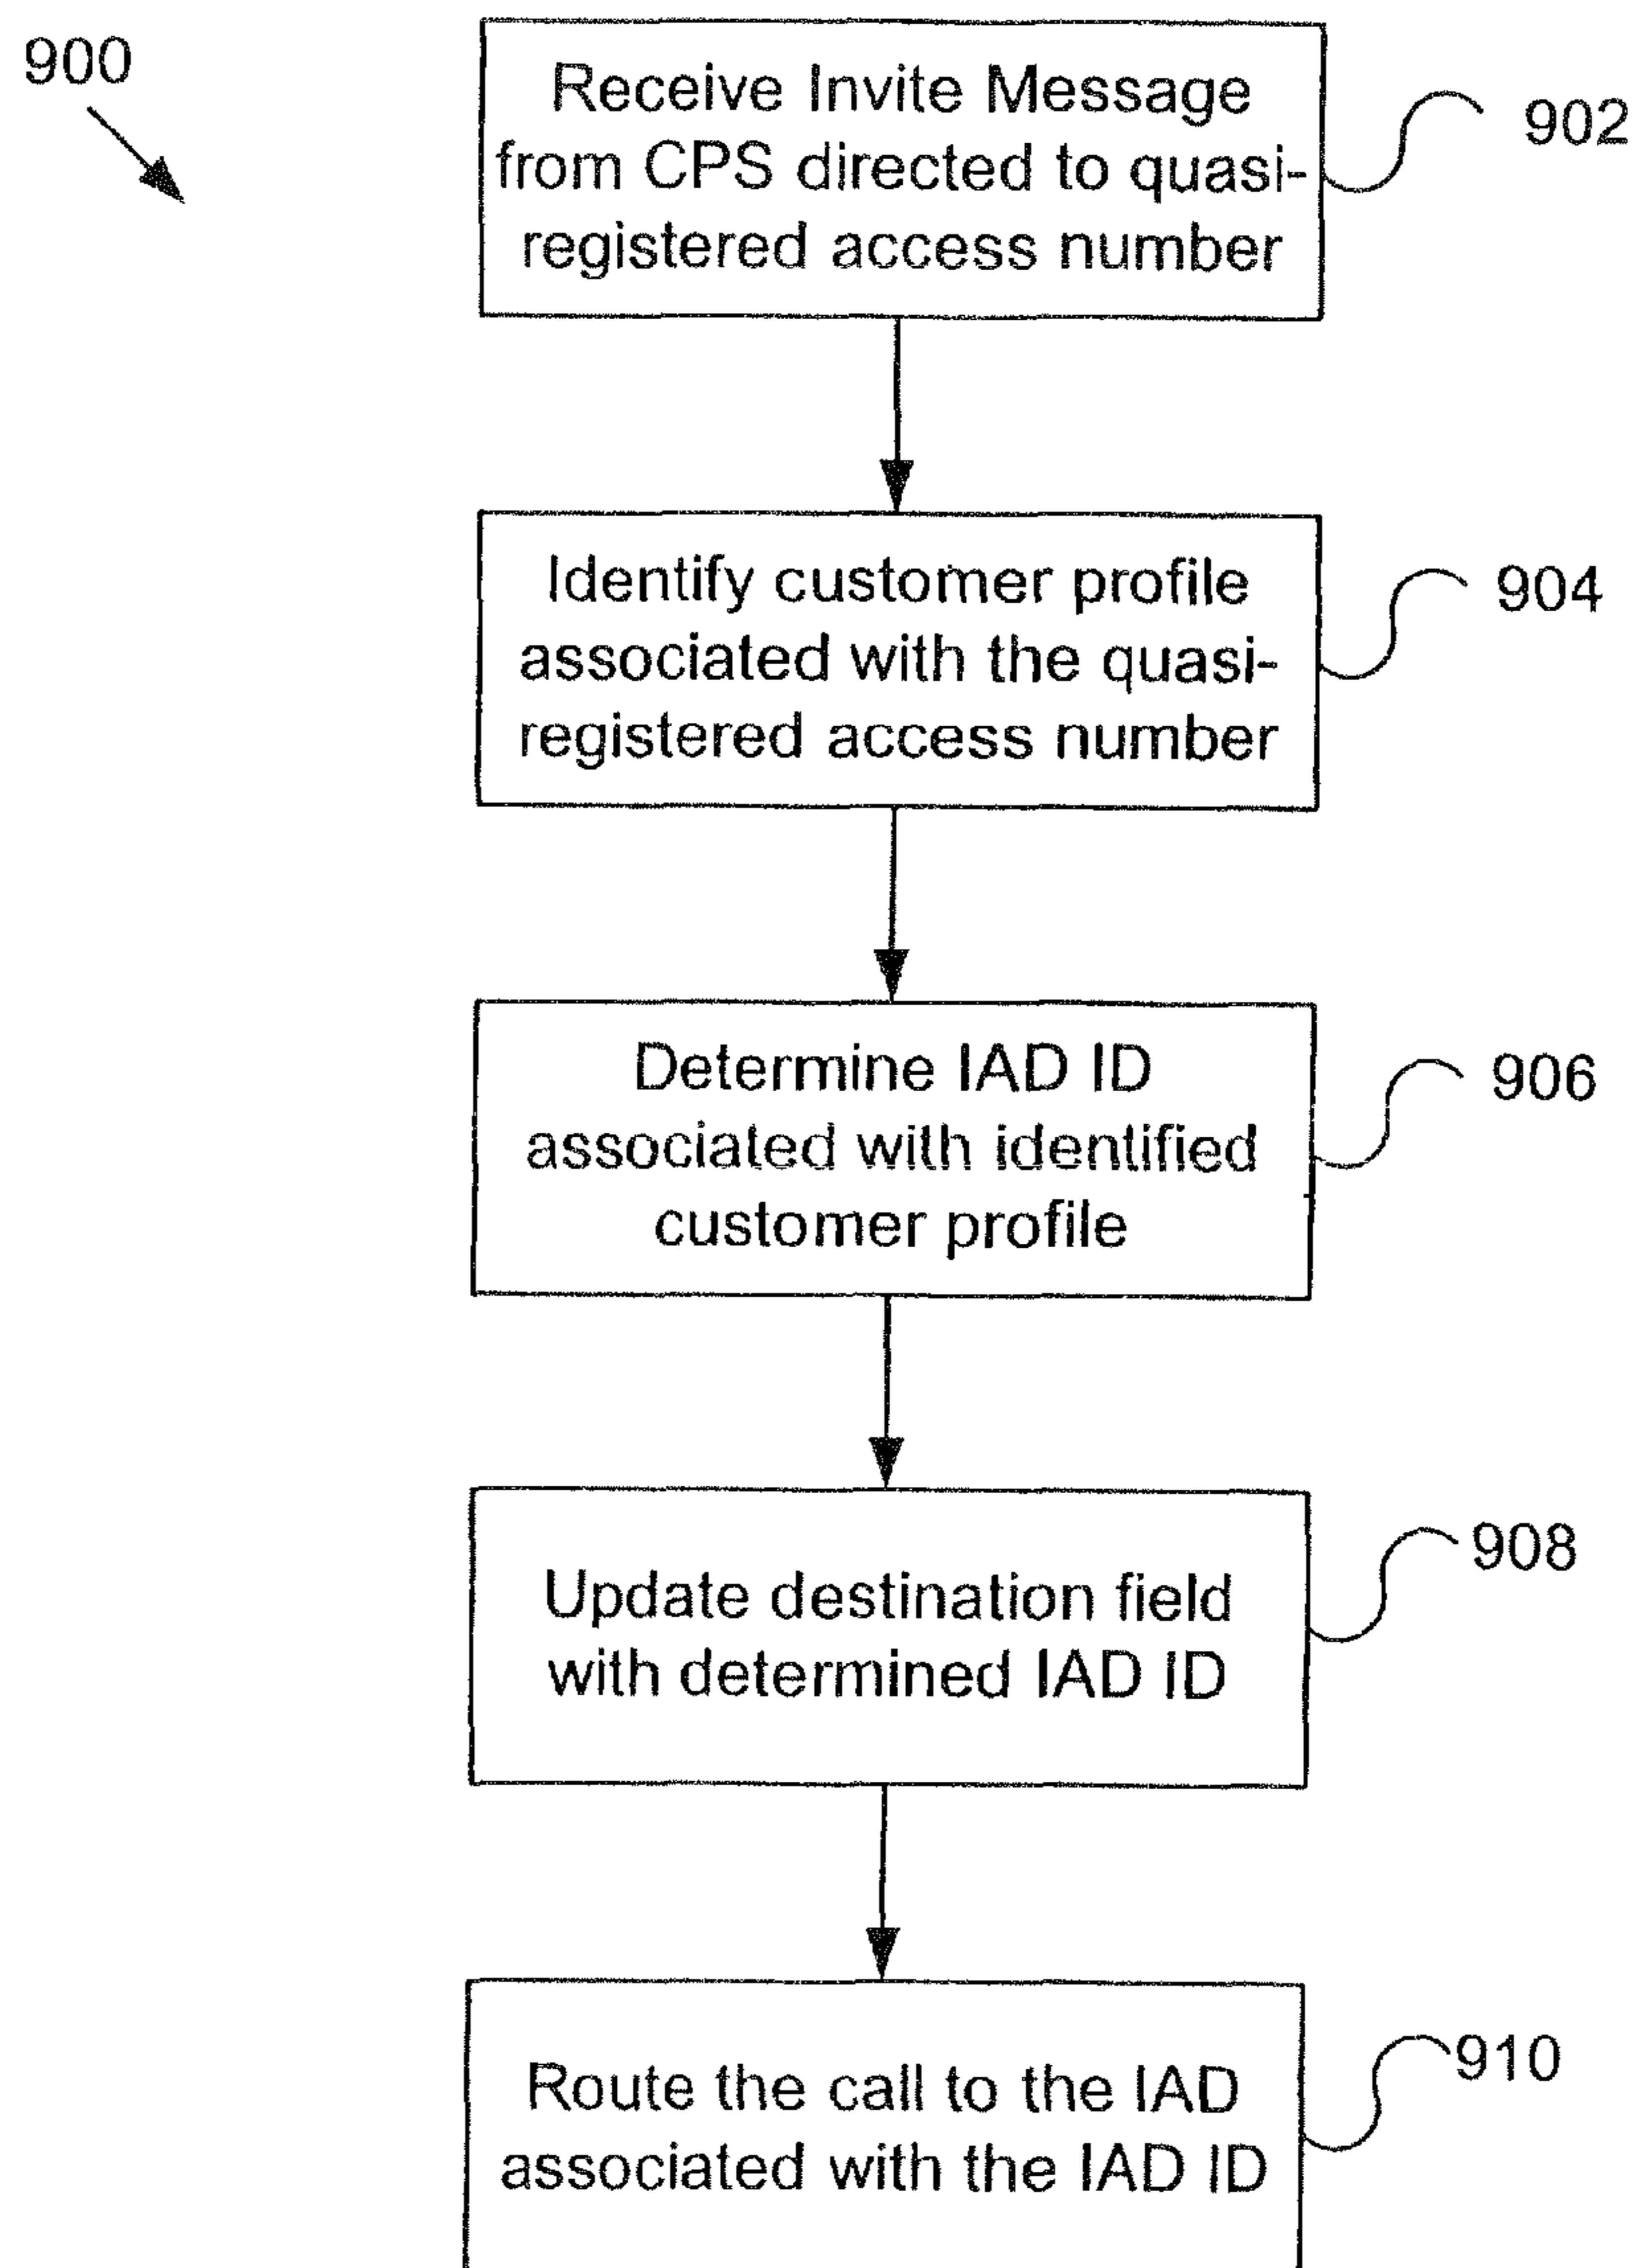 900
Receive Invite Message
from CPS directed to quasi-
registered access number
902
Identify customer profile
associated with the quasi-
registered access number
904
Determine IAD ID
associated with identified
customer profile
906
Update destination field
with determined IAD ID
908
Route the call to the IAD
associated with the IAD ID
910